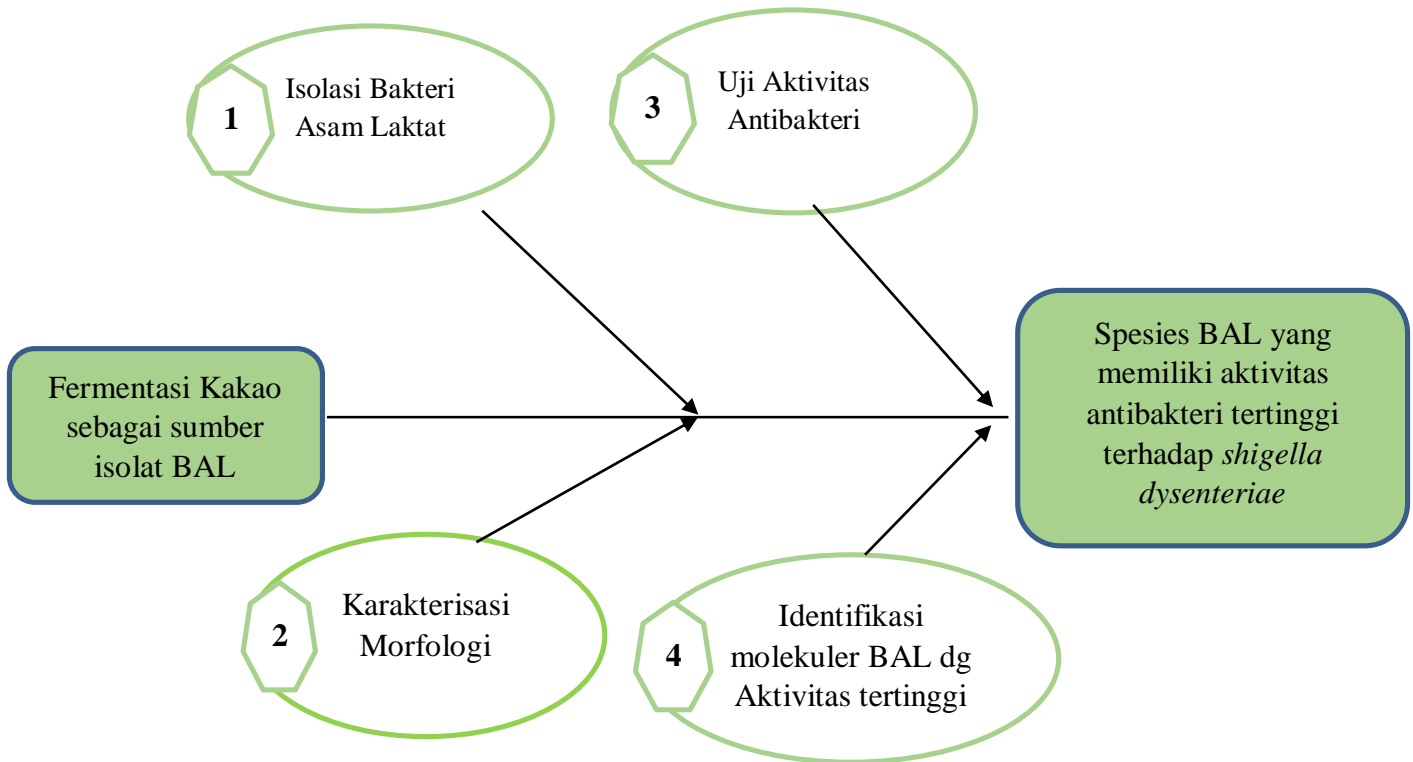 1
Isolasi Bakteri
Asam Laktat
3
Uji Aktivitas
Antibakteri
Fermentasi Kakao
sebagai sumber
isolat BAL
Spesies BAL yang
memiliki aktivitas
antibakteri tertinggi
terhadap shigella
dysenteriae
2
Karakterisasi
Morfologi
4
Identifikasi
molekuler BAL dg
Aktivitas tertinggi